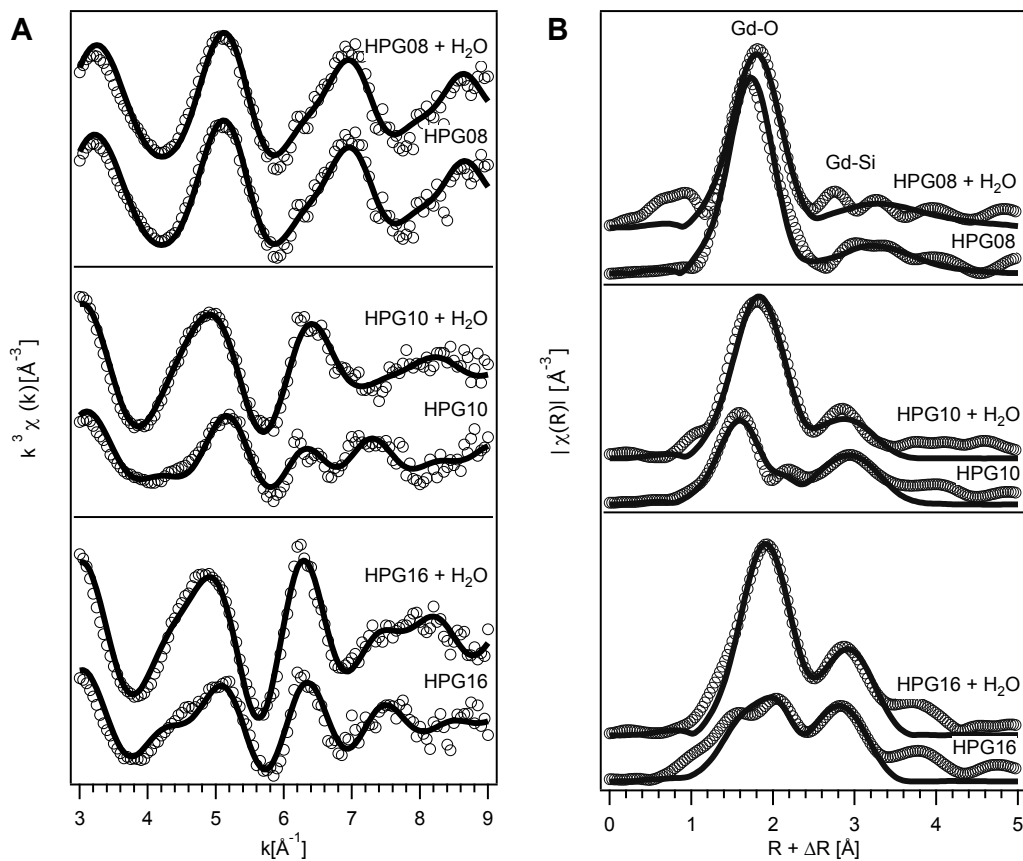 A
HPG08 + H₂O
HPG08
HPG10 + H₂O
HPG10
HPG16 + H₂O
HPG16
k³ χ (k) [Å⁻³]
3 4 5 6 7 8 9
k[Å⁻¹]
B
Gd-O
Gd-Si
HPG08 + H₂O
HPG08
HPG10 + H₂O
HPG10
HPG16 + H₂O
HPG16
| χ(R)| [Å⁻³]
0 1 2 3 4 5
R + ΔR [Å]